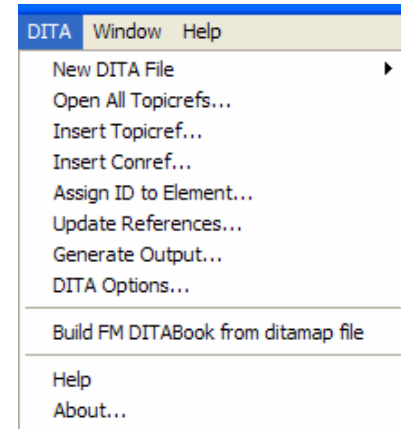 DITA Window Help
New DITA File
Open All Topicrefs...
Insert Topicref...
Insert Conref...
Assign ID to Element...
Update References...
Generate Output...
DITA Options...
Build FM DITABook from ditamap file
Help
About...